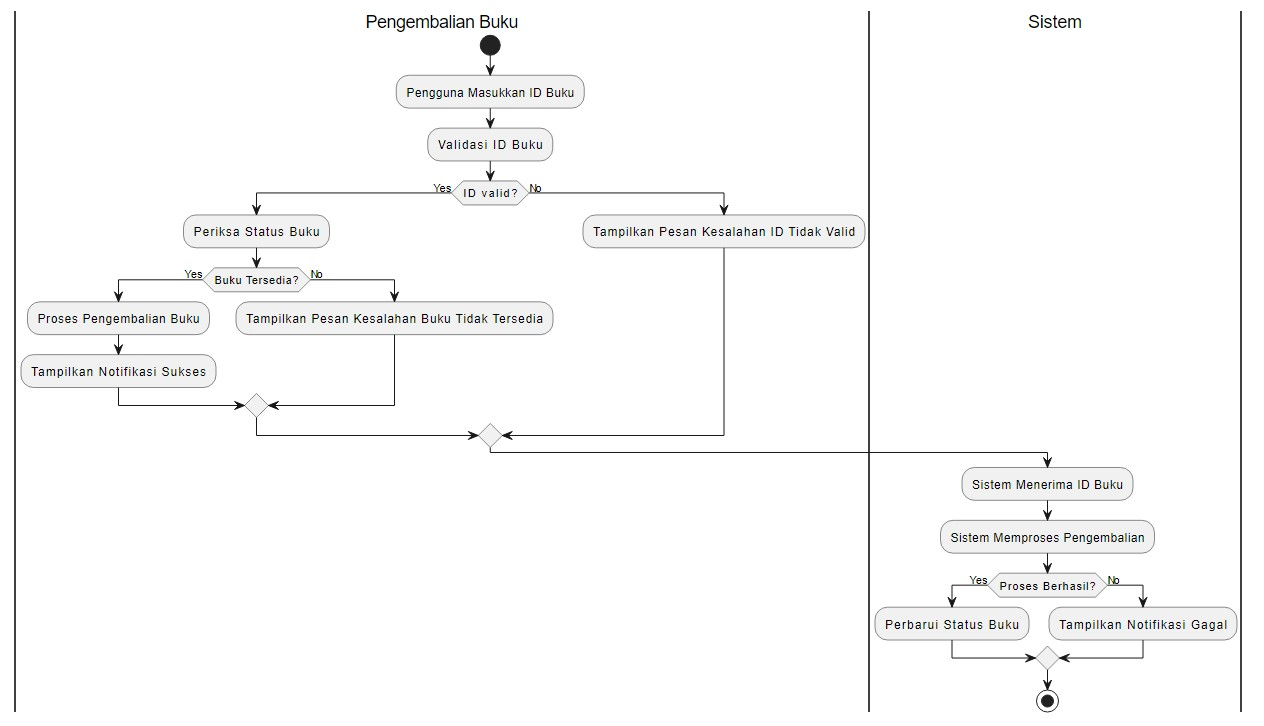 Pengembalian Buku
Sistem
Pengguna Masukkan ID Buku
Validasi ID Buku
Yes
ID valid?
No
Periksa Status Buku
Tampilkan Pesan Kesalahan ID Tidak Valid
Yes
Buku Tersedia?
No
Proses Pengembalian Buku
Tampilkan Pesan Kesalahan Buku Tidak Tersedia
Tampilkan Notifikasi Sukses
Sistem Menerima ID Buku
Sistem Memproses Pengembalian
Yes
Proses Berhasil?
No
Perbarui Status Buku
Tampilkan Notifikasi Gagal